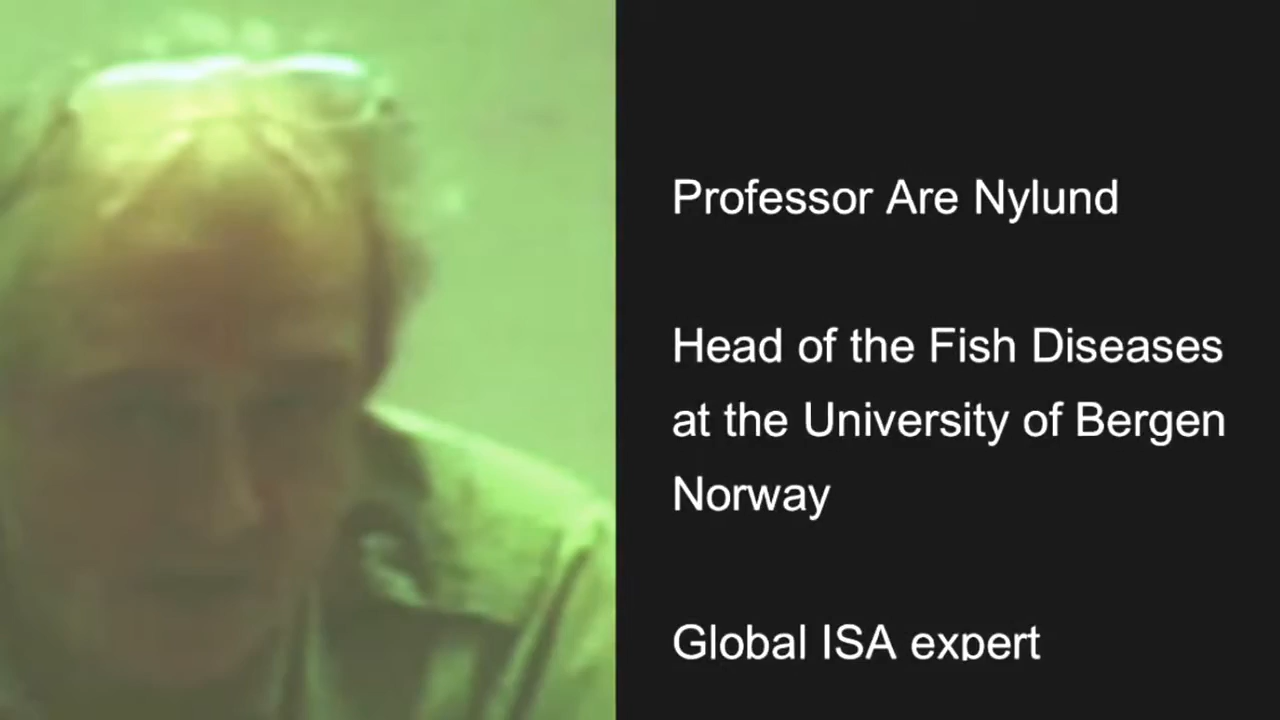 Professor Are Nylund
Head of the Fish Diseases
at the University of Bergen
Norway
Global ISA expert